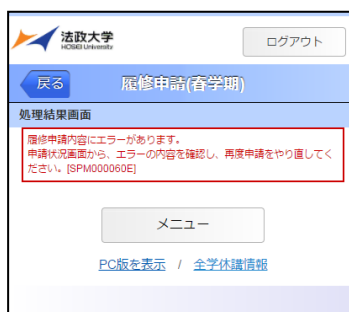 法政大学
HOSEI University
ログアウト
戻る
履修申請(春学期)
処理結果画面
履修申請内容にエラーがあります。
申請状況画面から、エラーの内容を確認し、再度申請をやり直してく
ださい。[SPM000060E]
メニュー
PC版を表示 / 全学休講情報